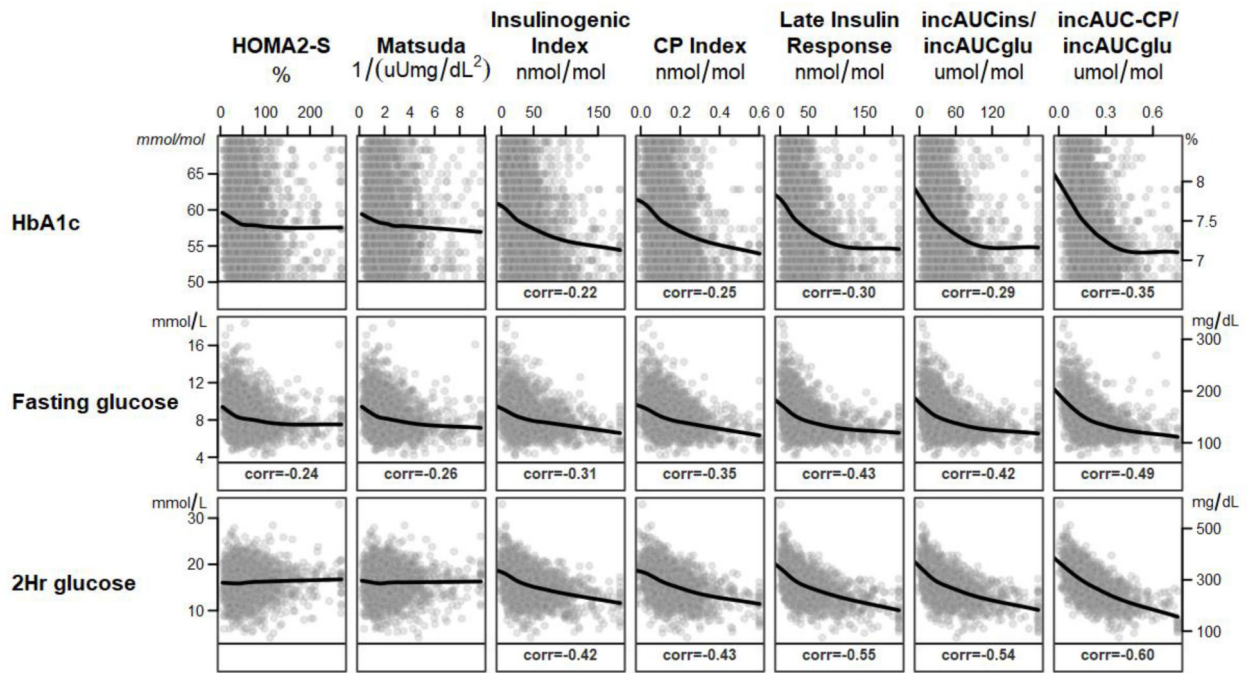 HOMA2-S
%
Matsuda
1/(uUmg/dL²)
Insulinogenic
Index
nmol/mol
CP Index
nmol/mol
Late Insulin
Response
nmol/mol
incAUCins/
incAUCglu
umol/mol
incAUC-CP/
incAUCglu
umol/mol
0 100 200
0 2 4 6 8
0 50 150
0.0 0.2 0.4 0.6
0 50 150
0 60 120
0.0 0.3 0.6
mmol/mol
%
HbA1c
65
60
55
50
8
7.5
7
corr=-0.22 corr=-0.25 corr=-0.30 corr=-0.29 corr=-0.35
mmol/L
mg/dL
Fasting glucose
16
12
8
4
300
200
100
corr=-0.24 corr=-0.26 corr=-0.31 corr=-0.35 corr=-0.43 corr=-0.42 corr=-0.49
mmol/L
mg/dL
2Hr glucose
30
20
10
500
300
100
corr=-0.42 corr=-0.43 corr=-0.55 corr=-0.54 corr=-0.60